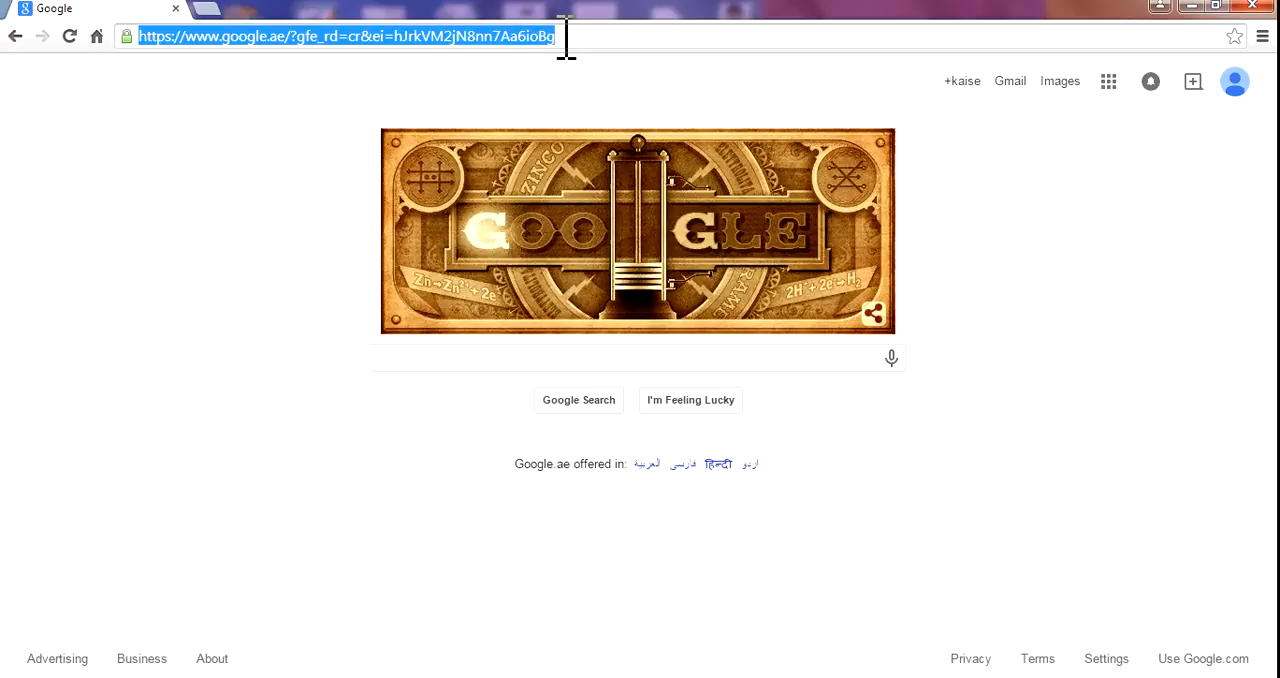 Google
https://www.google.ae/?gfe_rd=cr&ei=hJrkVM2jN8nn7Aa6ioBg
+kaise Gmail Images
ZINCO ELECTROLITA
GOOGLE
Zn→Zn²⁺+2e⁻ RAME 2H⁺+2e⁻→H₂
Google Search I'm Feeling Lucky
Google.ae offered in: العربية فارسی हिन्दी اردو
Advertising Business About Privacy Terms Settings Use Google.com